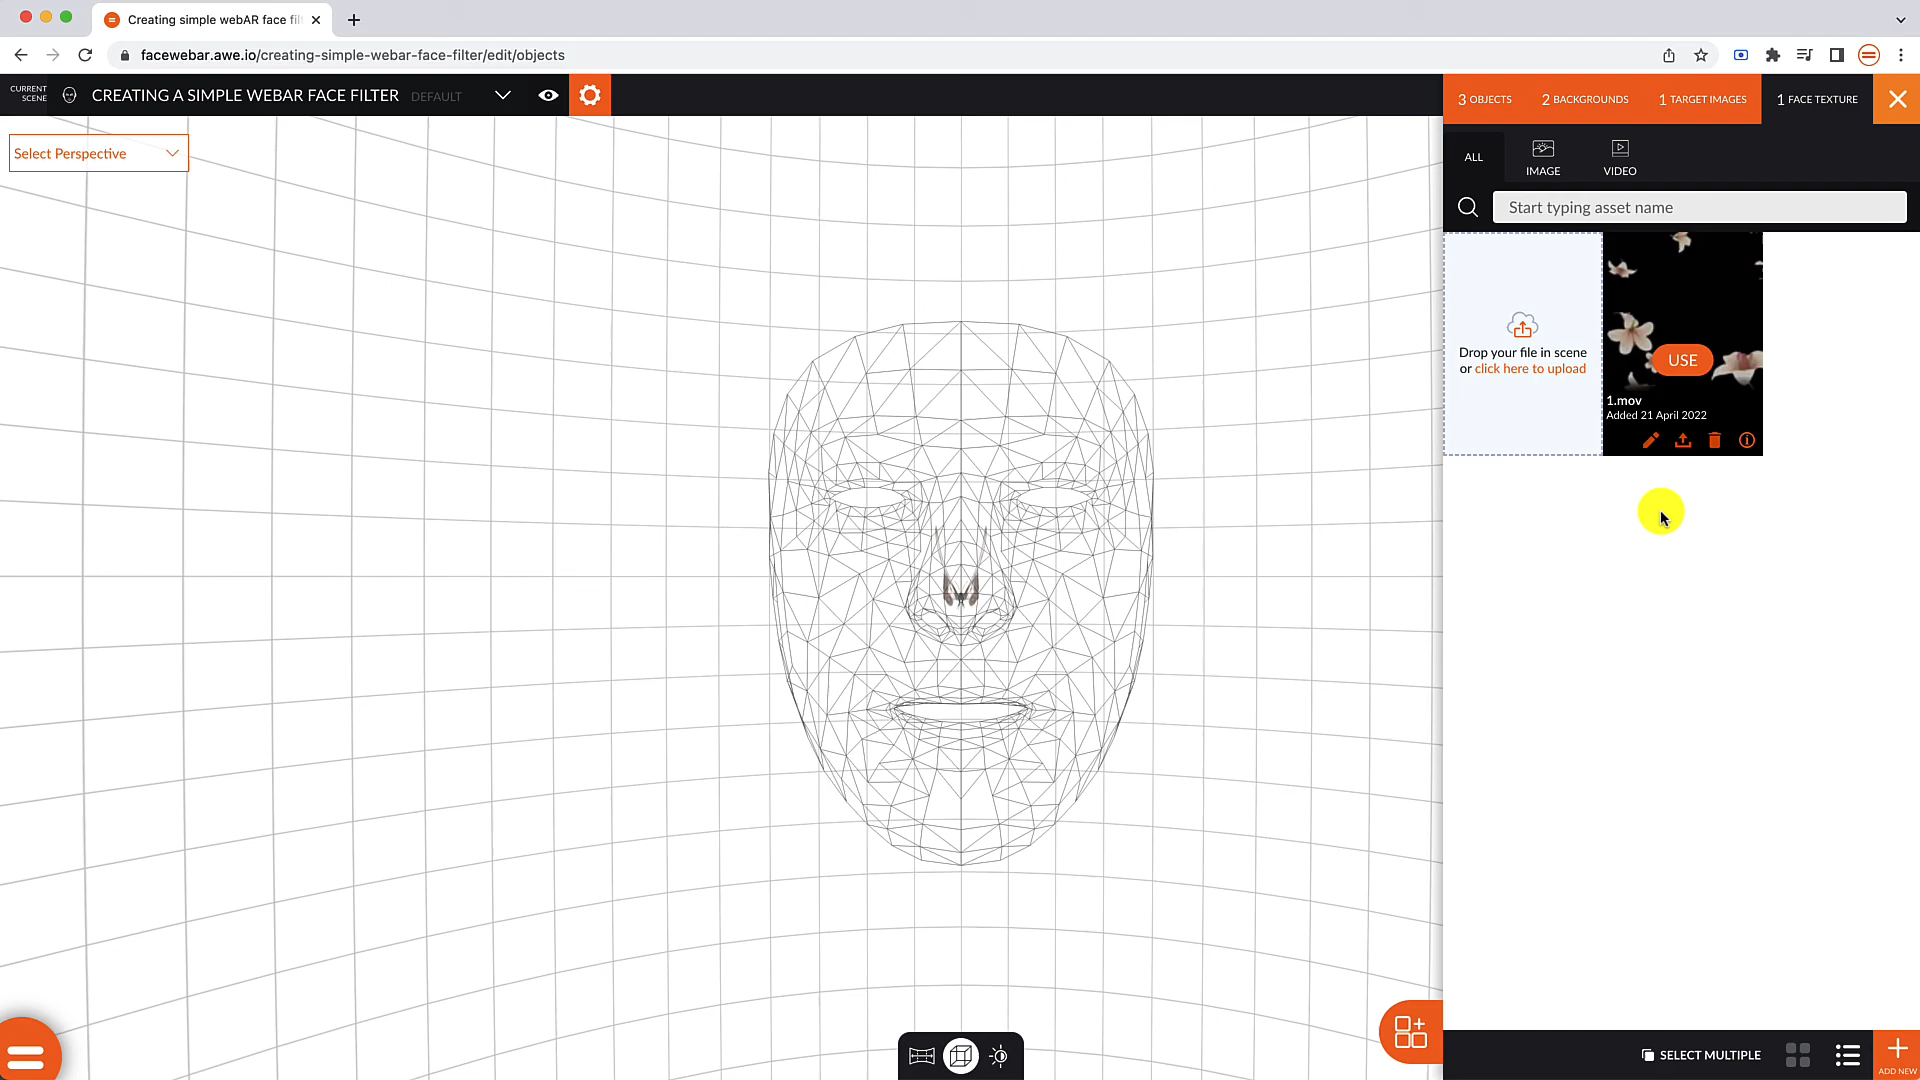 Creating simple webAR face fil
facewebar.awe.io/creating-simple-webar-face-filter/edit/objects
CURRENT
SCENE
CREATING A SIMPLE WEBAR FACE FILTER
DEFAULT
3 OBJECTS
2 BACKGROUNDS
1 TARGET IMAGES
1 FACE TEXTURE
Select Perspective
ALL
IMAGE
VIDEO
Start typing asset name
Drop your file in scene
or click here to upload
USE
1.mov
Added 21 April 2022
SELECT MULTIPLE
ADD NEW